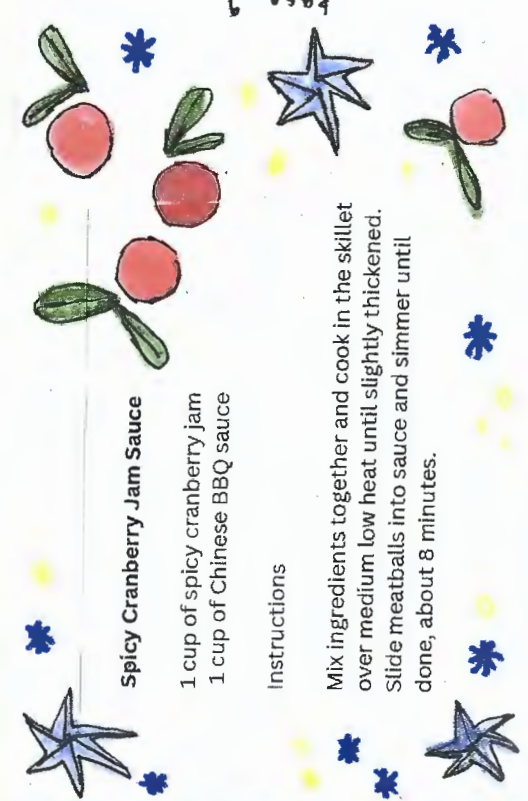 Spicy Cranberry Jam Sauce
1 cup of spicy cranberry jam
1 cup of Chinese BBQ sauce
Instructions
Mix ingredients together and cook in the skillet
over medium low heat until slightly thickened.
Slide meatballs into sauce and simmer until
done, about 8 minutes.